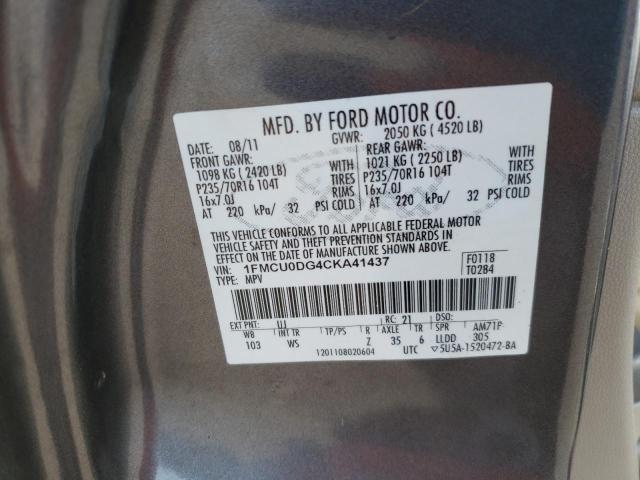 MFD. BY FORD MOTOR CO.
DATE: 08/11 GVWR: 2050 KG ( 4520 LB)
FRONT GAWR: REAR GAWR:
1098 KG ( 2420 LB) WITH 1021 KG ( 2250 LB) WITH
P235/70R16 104T TIRES P235/70R16 104T TIRES
16x7.0J RIMS 16x7.0J RIMS
AT 220 kPa/ 32 PSI COLD AT 220 kPa/ 32 PSI COLD
THIS VEHICLE CONFORMS TO ALL APPLICABLE FEDERAL MOTOR
VEHICLE SAFETY AND THEFT PREVENTION STANDARDS IN
EFFECT ON THE DATE OF MANUFACTURE SHOWN ABOVE.
VIN: 1FMCU0DG4CKA41437 F0118
TYPE: MPV T02B4
EXT PNT: UJ RC: 21 DSO:
WB INT TR TP/PS R AXLE TR SPR AM71F
103 WS Z 35 6 LLDD 305
1201108020604 UTC 5U5A-1520472-BA